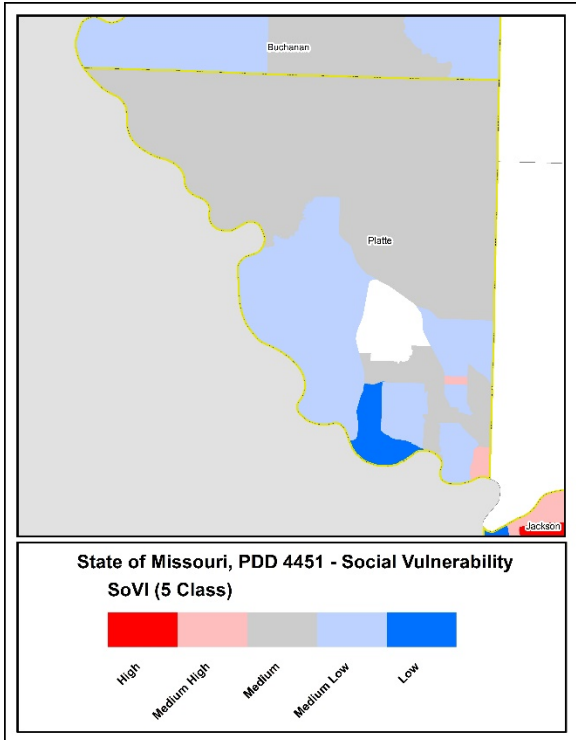 Buchanan
Platte
Jackson
State of Missouri, PDD 4451 - Social Vulnerability
SoVI (5 Class)
High
Medium High
Medium
Medium Low
Low